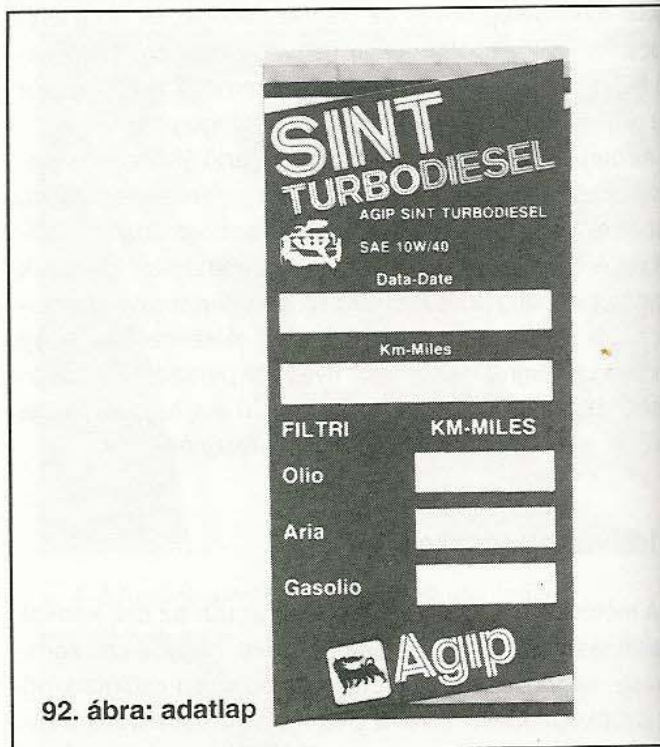 SINT
TURBODIESEL
AGIP SINT TURBODIESEL
SAE 10W/40
Data-Date
Km-Miles
FILTRI KM-MILES
Olio
Aria
Gasolio
Agip
92. ábra: adatlap